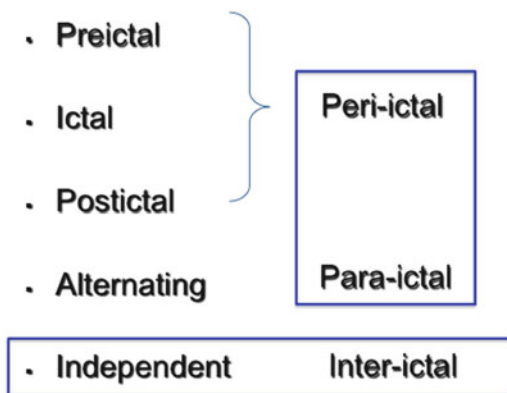 • Preictal
Peri-ictal
• Ictal
• Postictal
• Alternating
Para-ictal
• Independent Inter-ictal